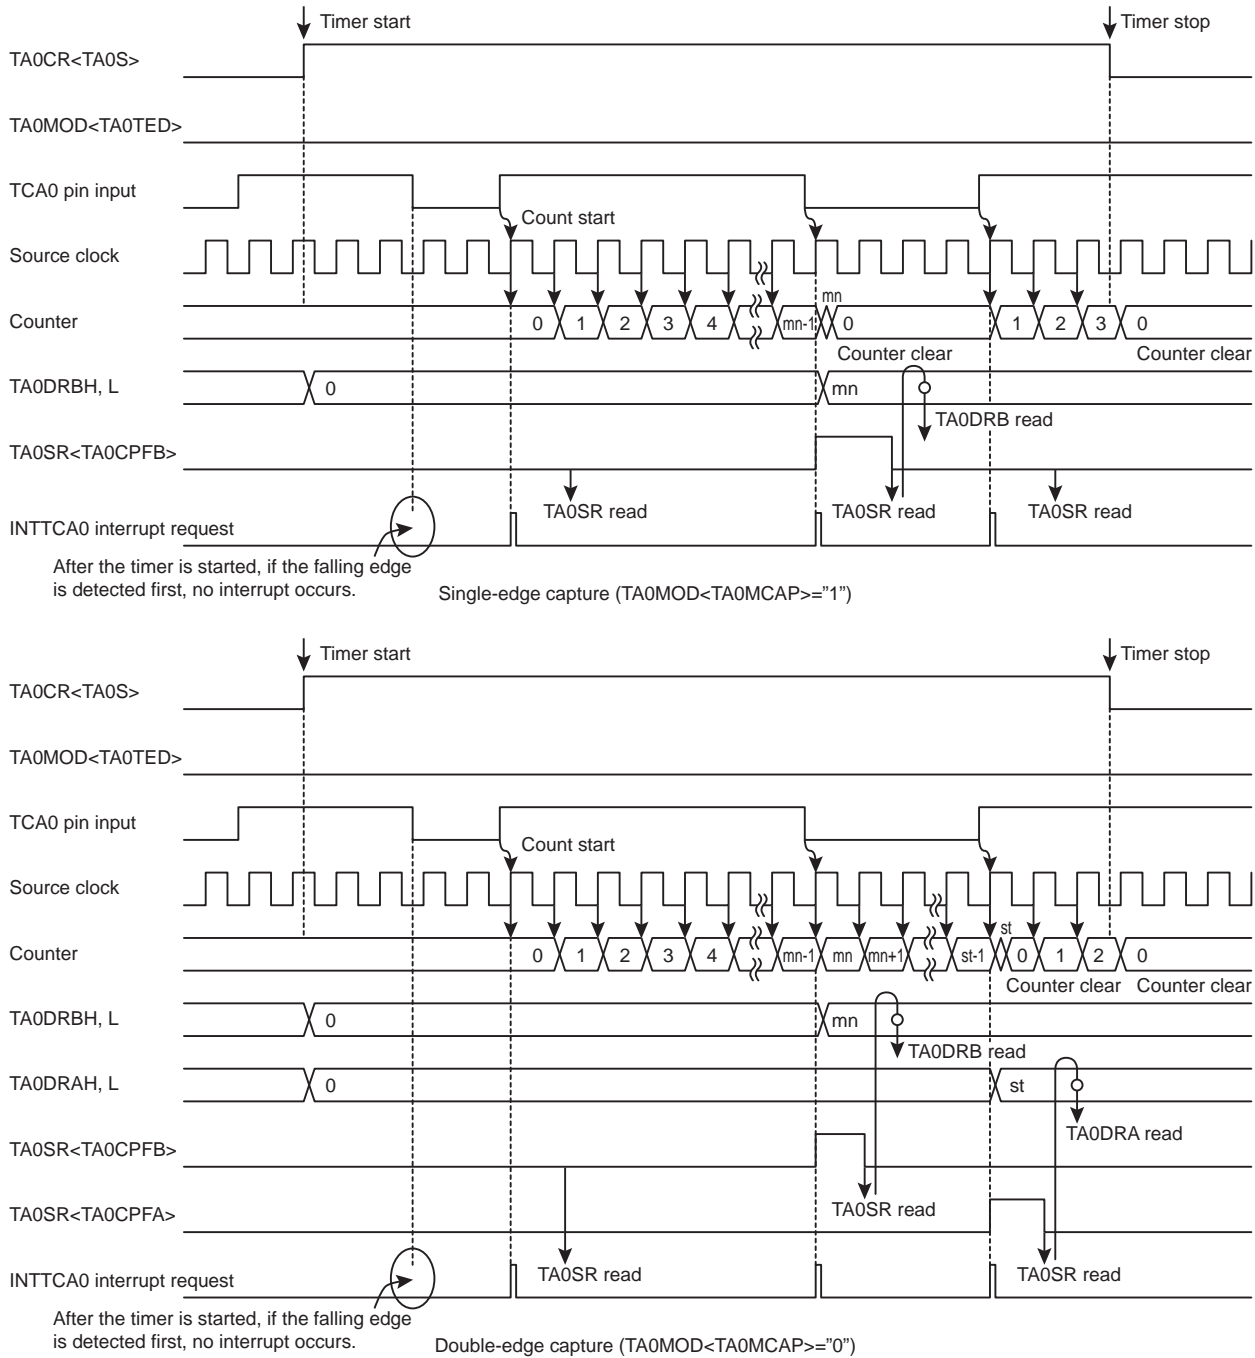 Timer start
Timer stop
TA0CR<TA0S>
TA0MOD<TA0TED>
TCA0 pin input
Count start
Source clock
mn
Counter
0 1 2 3 4 mn-1 0 1 2 3 0
Counter clear
Counter clear
TA0DRBH, L
0
mn
TA0DRB read
TA0SR<TA0CPFB>
TA0SR read
TA0SR read
TA0SR read
INTTCA0 interrupt request
After the timer is started, if the falling edge
is detected first, no interrupt occurs.
Single-edge capture (TA0MOD<TA0MCAP>="1")
Timer start
Timer stop
TA0CR<TA0S>
TA0MOD<TA0TED>
TCA0 pin input
Count start
Source clock
st
Counter
0 1 2 3 4 mn-1 mn mn+1 st-1 0 1 2 0
Counter clear
Counter clear
TA0DRBH, L
0
mn
TA0DRB read
TA0DRAH, L
0
st
TA0DRA read
TA0SR<TA0CPFB>
TA0SR read
TA0SR<TA0CPFA>
TA0SR read
TA0SR read
INTTCA0 interrupt request
After the timer is started, if the falling edge
is detected first, no interrupt occurs.
Double-edge capture (TA0MOD<TA0MCAP>="0")